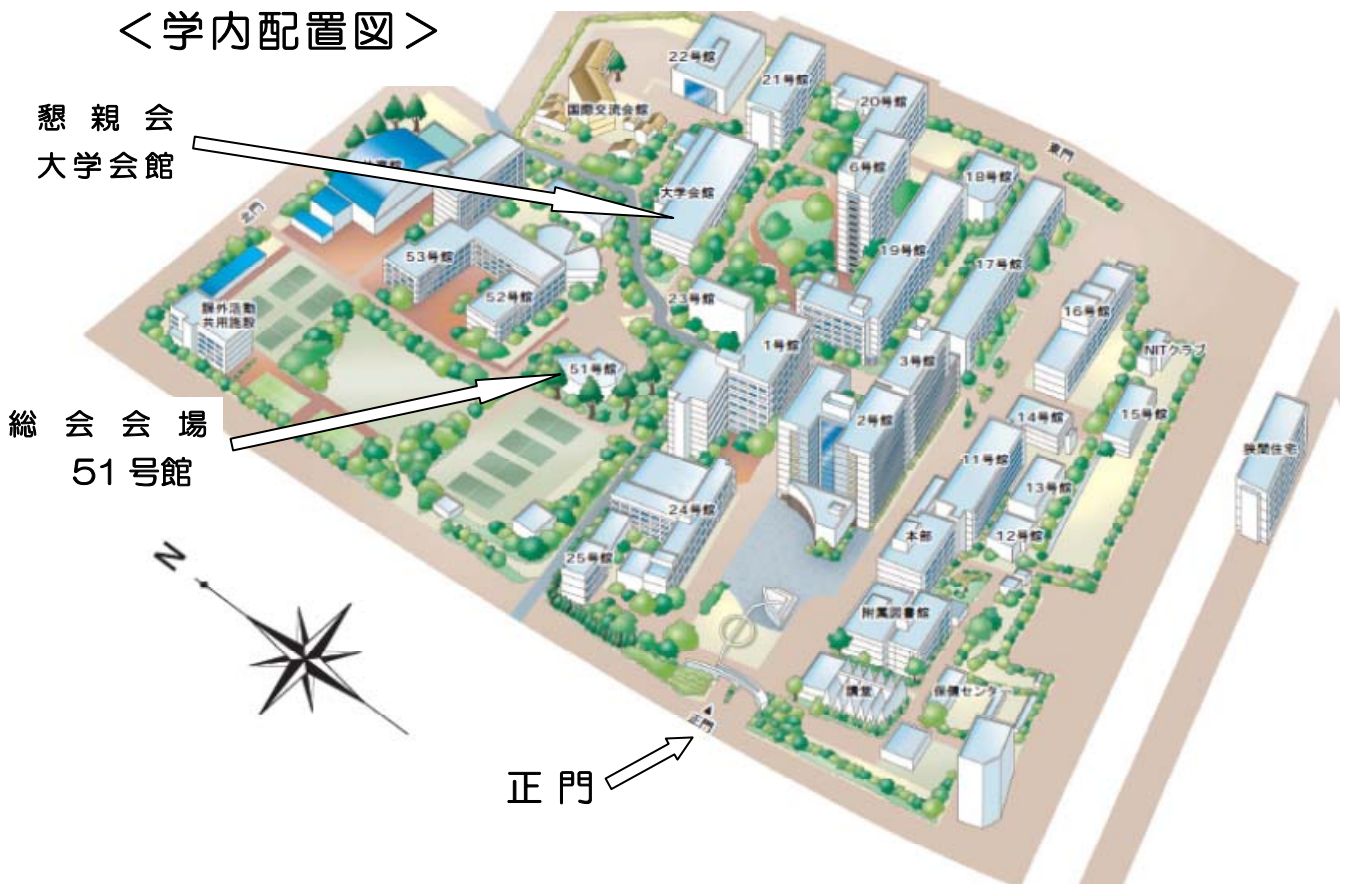 ＜学内配置図＞
懇親会
大学会館
総会会場
51号館
正門
N
22号館
21号館
20号館
国際交流会館
6号館
東門
18号館
大学会館
体育館
北門
19号館
17号館
53号館
52号館
23号館
16号館
課外活動
共用施設
1号館
3号館
NITクラブ
51号館
2号館
14号館
15号館
11号館
狭間住宅
13号館
24号館
12号館
本部
25号館
附属図書館
講堂
保健センター
正門